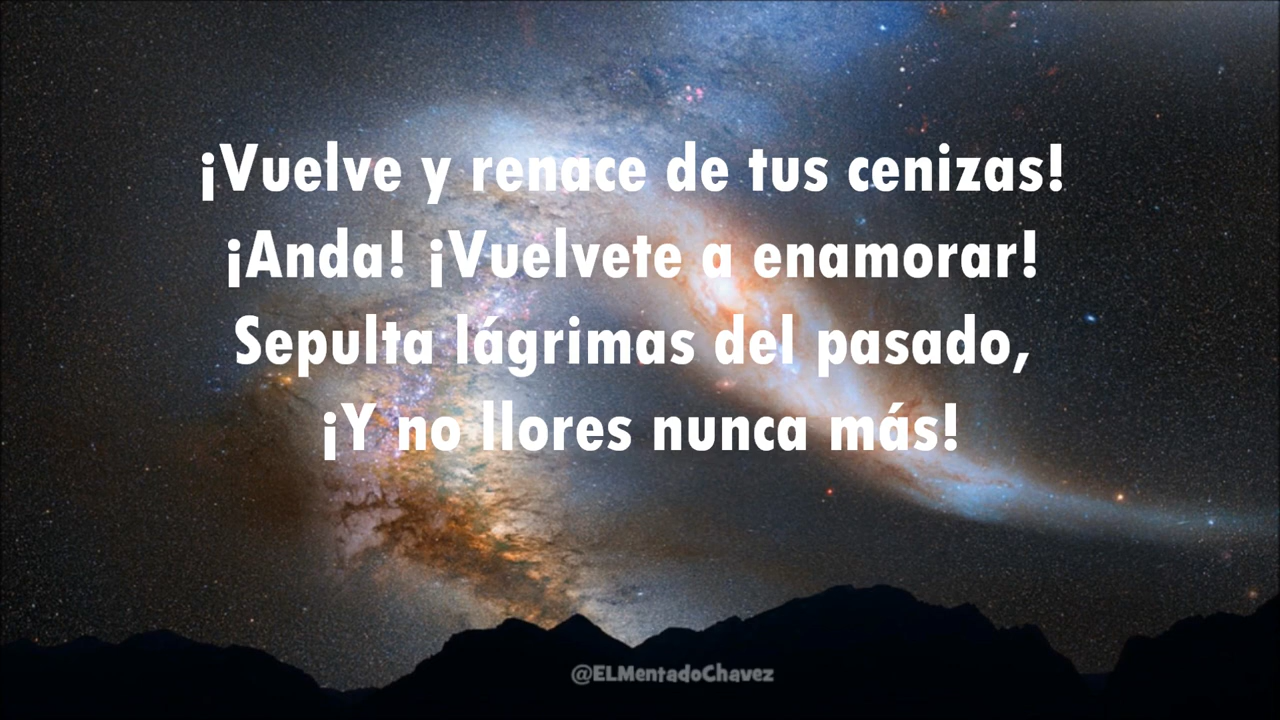 ¡Vuelve y renace de tus cenizas!
¡Anda! ¡Vuelvete a enamorar!
Sepulta lágrimas del pasado,
¡Y no llores nunca más!
@ELMentadoChavez